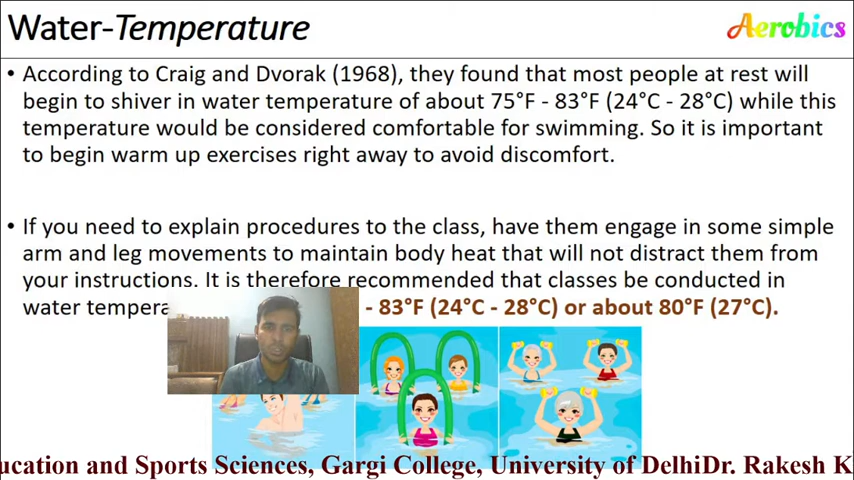 Water-Temperature
Aerobics
• According to Craig and Dvorak (1968), they found that most people at rest will
begin to shiver in water temperature of about 75°F - 83°F (24°C - 28°C) while this
temperature would be considered comfortable for swimming. So it is important
to begin warm up exercises right away to avoid discomfort.
• If you need to explain procedures to the class, have them engage in some simple
arm and leg movements to maintain body heat that will not distract them from
your instructions. It is therefore recommended that classes be conducted in
water - 83°F (24°C - 28°C) or about 80°F (27°C).
and Sports Sciences, Gargi College, University of DelhiDr. Rakesh